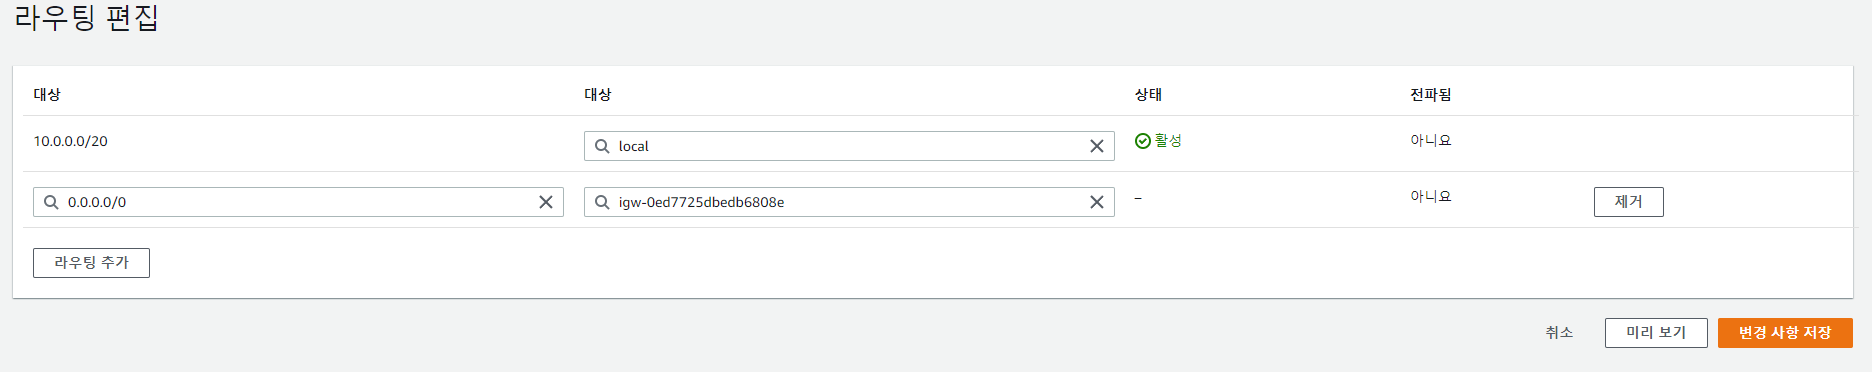 라우팅 편집
대상 대상 상태 전파됨
10.0.0.0/20 local 활성 아니요
0.0.0.0/0 igw-0ed7725dbedb6808e – 아니요 제거
라우팅 추가
취소 미리 보기 변경 사항 저장